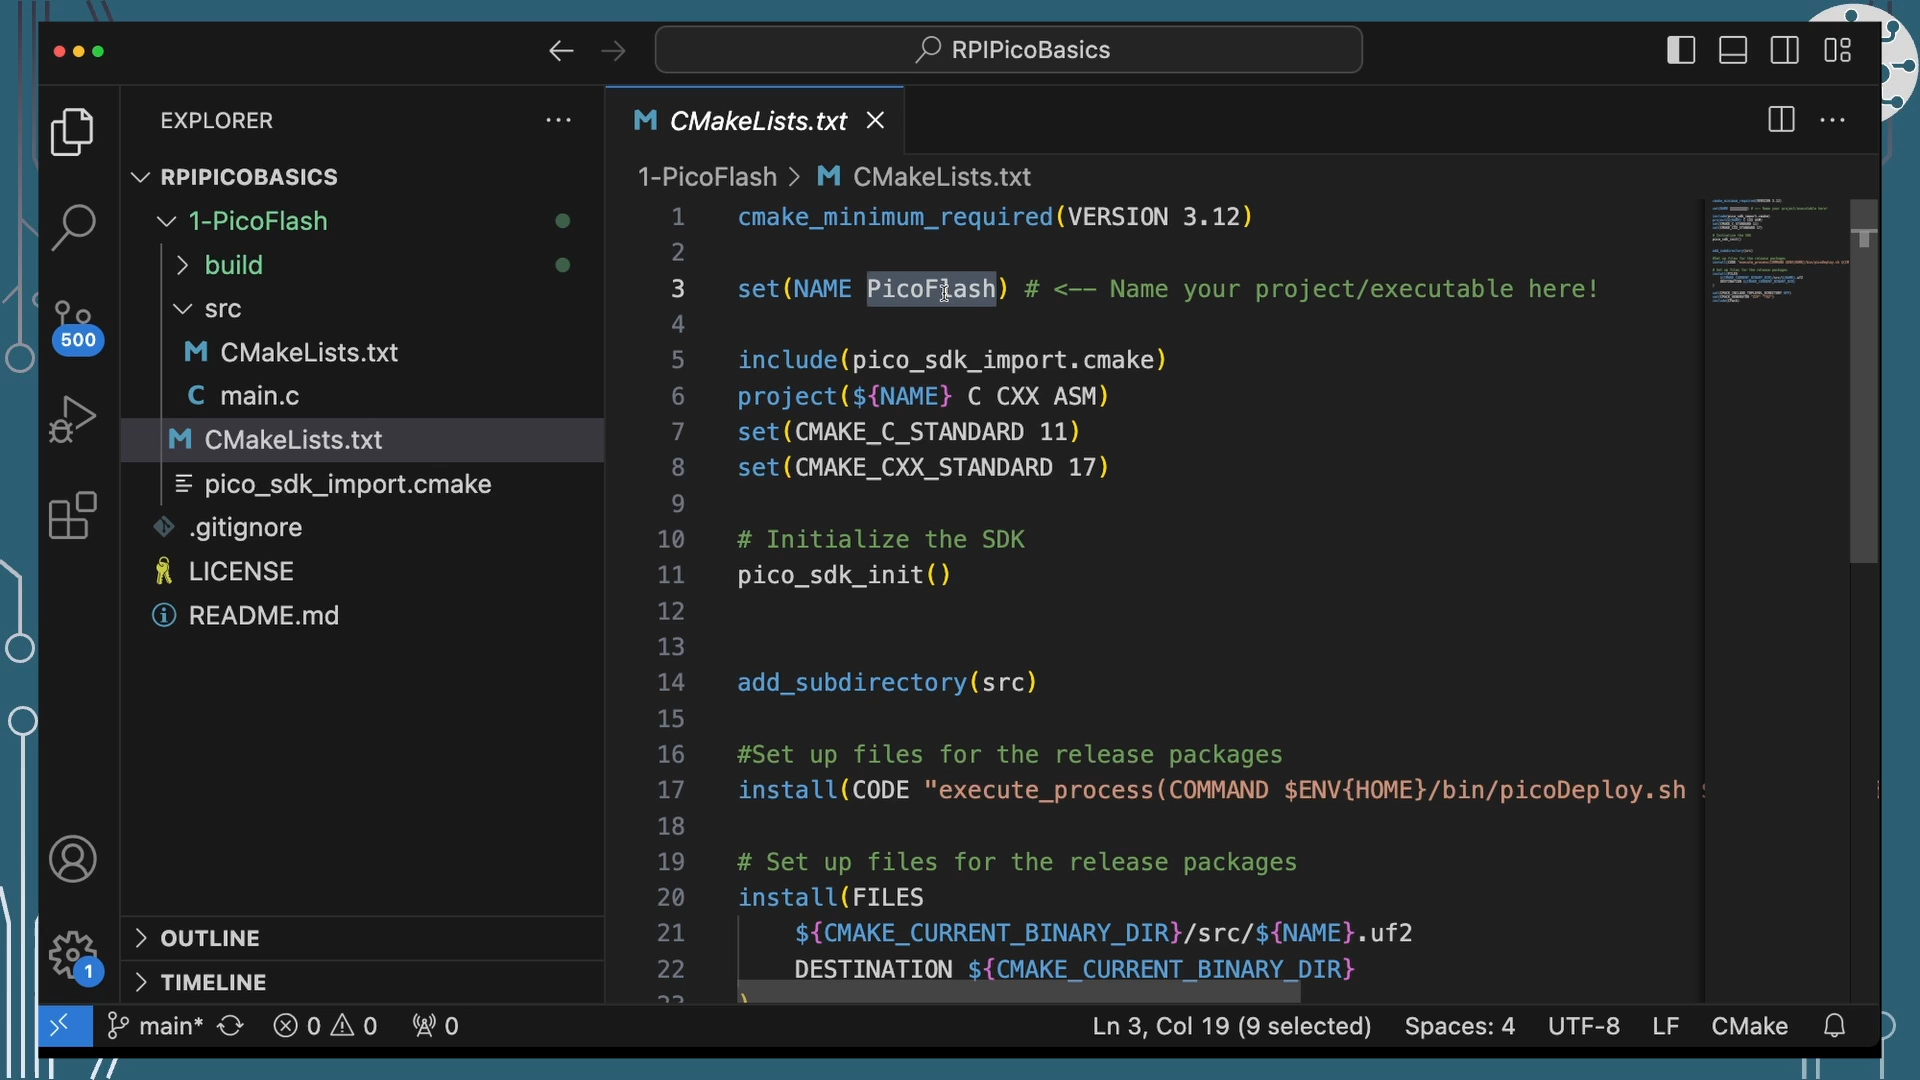 RPIPicoBasics
EXPLORER
RPIPICOBASICS
1-PicoFlash
build
src
CMakeLists.txt
main.c
CMakeLists.txt
pico_sdk_import.cmake
.gitignore
LICENSE
README.md
500
1
OUTLINE
TIMELINE
CMakeLists.txt
1-PicoFlash > CMakeLists.txt
1 cmake_minimum_required(VERSION 3.12)
2
3 set(NAME PicoFlash) # <-- Name your project/executable here!
4
5 include(pico_sdk_import.cmake)
6 project(${NAME} C CXX ASM)
7 set(CMAKE_C_STANDARD 11)
8 set(CMAKE_CXX_STANDARD 17)
9
10 # Initialize the SDK
11 pico_sdk_init()
12
13
14 add_subdirectory(src)
15
16 #Set up files for the release packages
17 install(CODE "execute_process(COMMAND $ENV{HOME}/bin/picoDeploy.sh
18
19 # Set up files for the release packages
20 install(FILES
21 ${CMAKE_CURRENT_BINARY_DIR}/src/${NAME}.uf2
22 DESTINATION ${CMAKE_CURRENT_BINARY_DIR}
23 )
main* 0 0 0 Ln 3, Col 19 (9 selected) Spaces: 4 UTF-8 LF CMake